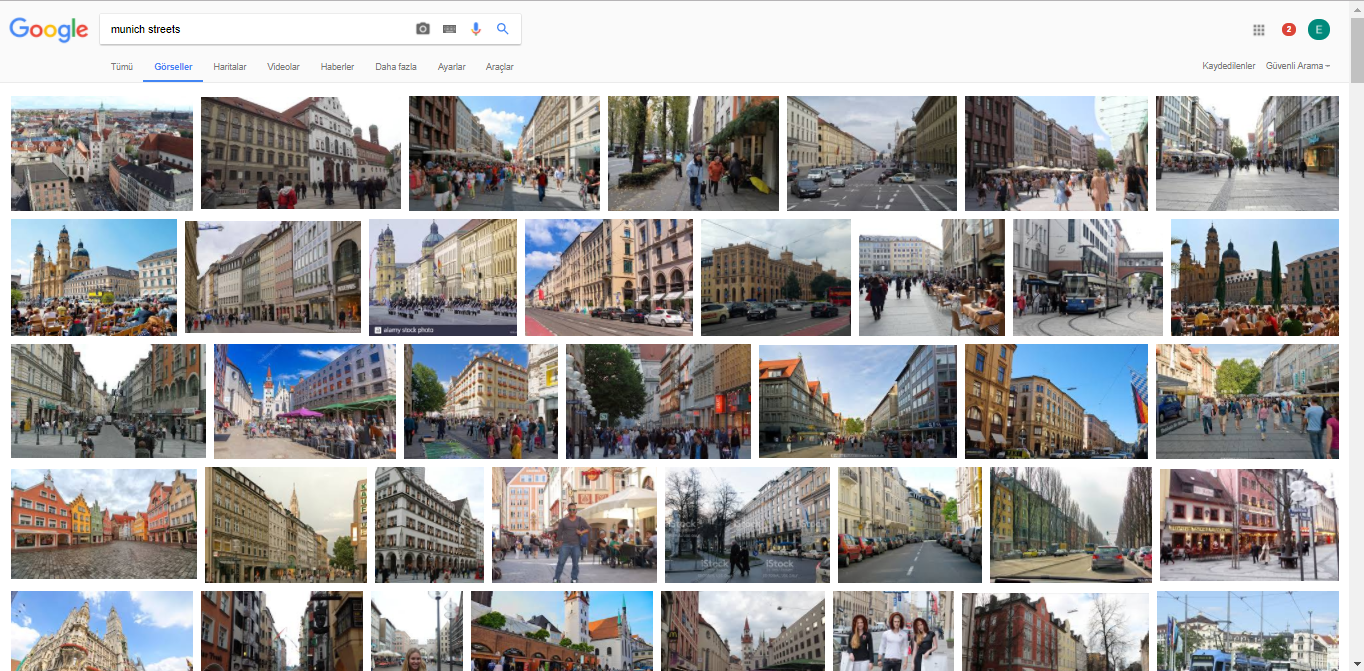 Google
munich streets
2
E
Tümü Görseller Haritalar Videolar Haberler Daha fazla Ayarlar Araçlar
Kaydedilenler Güvenli Arama
alamy stock photo
iStock
iStock